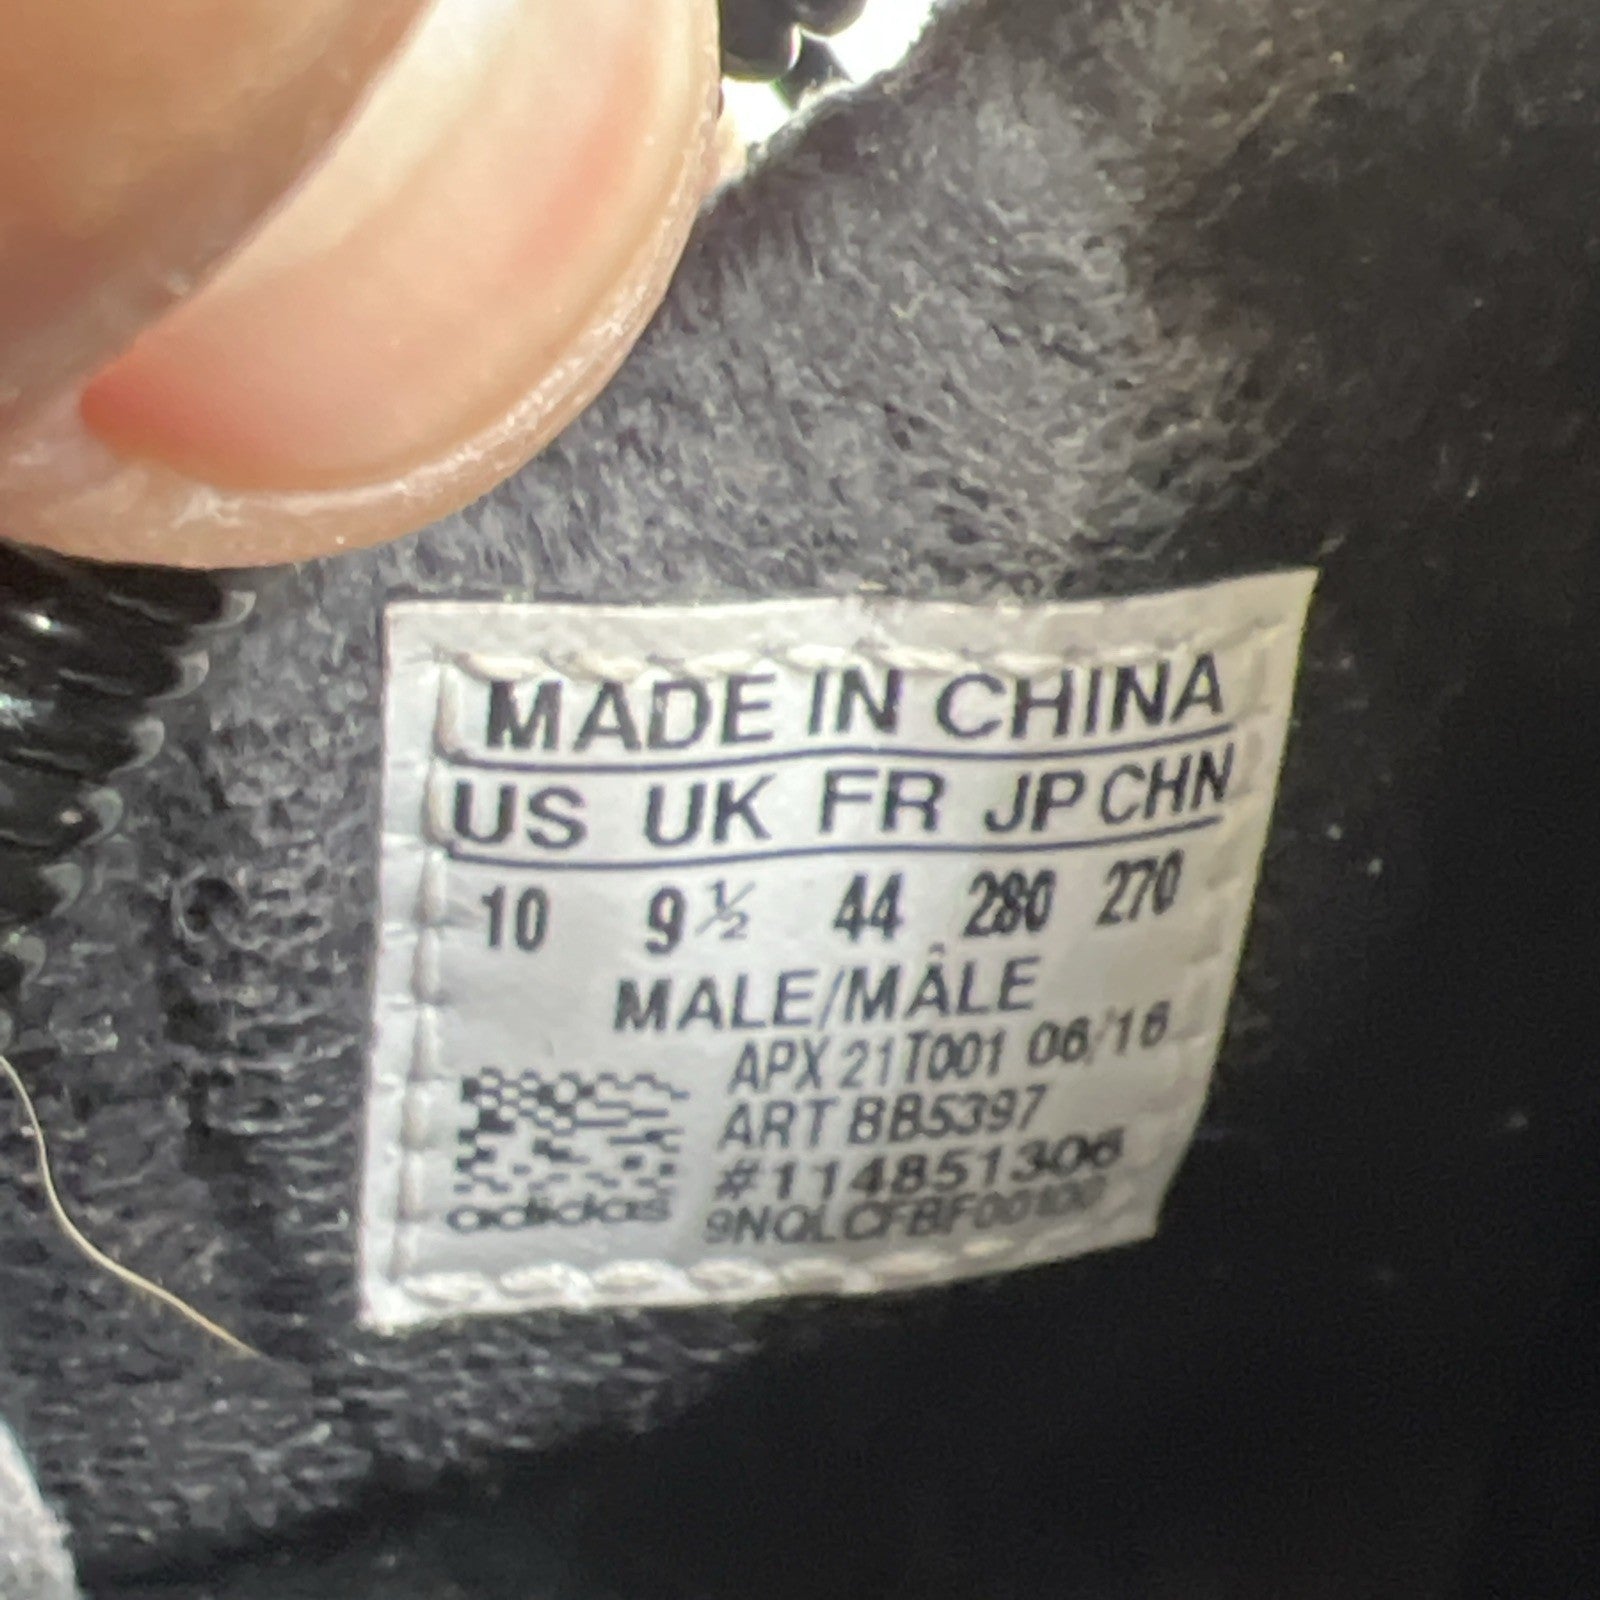 MADE IN CHINA
US UK FR JP CHN
10 9½ 44 280 270
MALE/MÂLE
APX 21T001 06/16
ART BB5397
#114851306
adidas